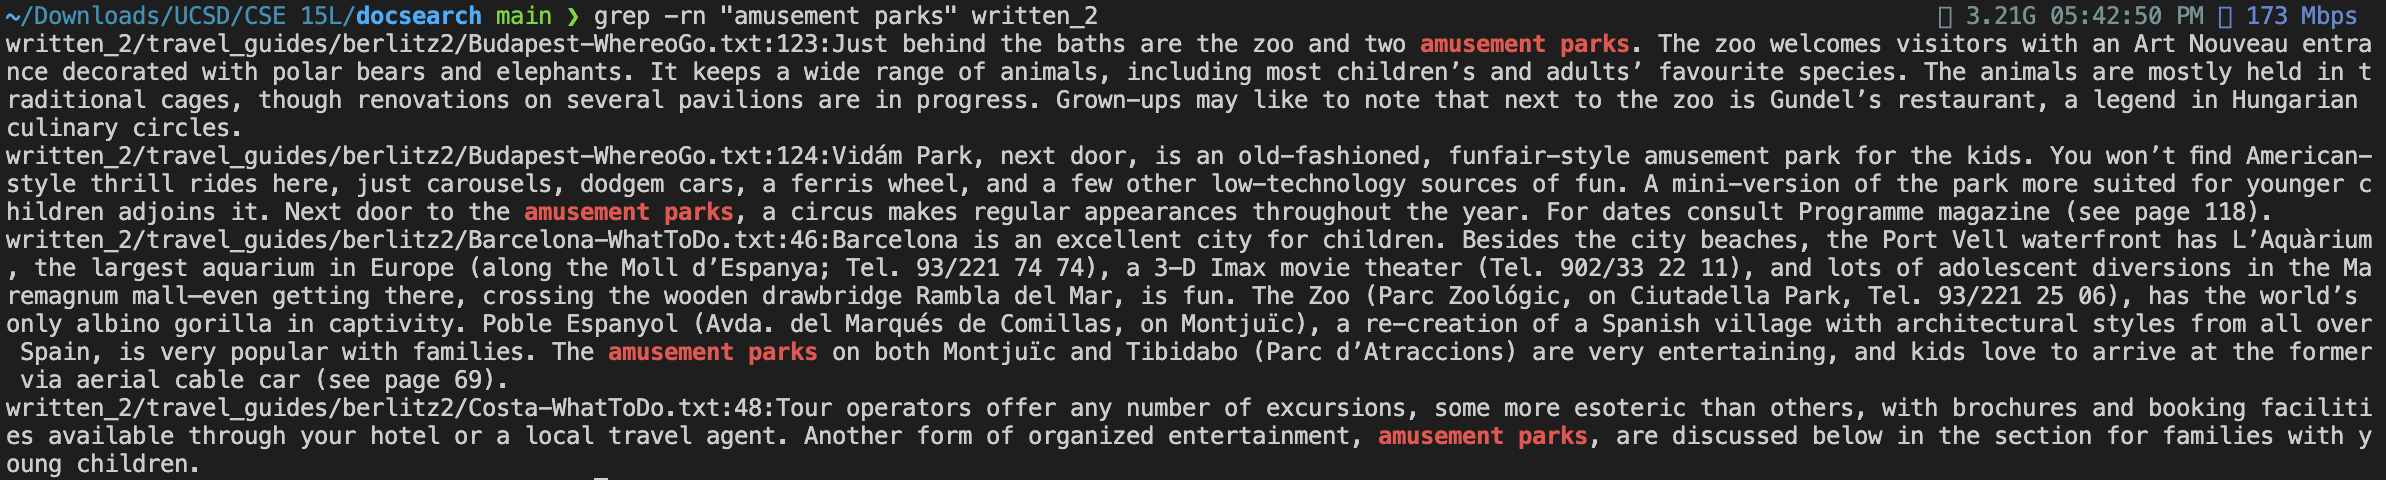 ~/Downloads/UCSD/CSE 15L/docsearch main ❯ grep -rn "amusement parks" written_2 3.21G 05:42:50 PM 173 Mbps
written_2/travel_guides/berlitz2/Budapest-WhereoGo.txt:123:Just behind the baths are the zoo and two amusement parks. The zoo welcomes visitors with an Art Nouveau entra
nce decorated with polar bears and elephants. It keeps a wide range of animals, including most children’s and adults’ favourite species. The animals are mostly held in t
raditional cages, though renovations on several pavilions are in progress. Grown-ups may like to note that next to the zoo is Gundel’s restaurant, a legend in Hungarian
culinary circles.
written_2/travel_guides/berlitz2/Budapest-WhereoGo.txt:124:Vidám Park, next door, is an old-fashioned, funfair-style amusement park for the kids. You won’t find American-
style thrill rides here, just carousels, dodgem cars, a ferris wheel, and a few other low-technology sources of fun. A mini-version of the park more suited for younger c
hildren adjoins it. Next door to the amusement parks, a circus makes regular appearances throughout the year. For dates consult Programme magazine (see page 118).
written_2/travel_guides/berlitz2/Barcelona-WhatToDo.txt:46:Barcelona is an excellent city for children. Besides the city beaches, the Port Vell waterfront has L’Aquàrium
, the largest aquarium in Europe (along the Moll d’Espanya; Tel. 93/221 74 74), a 3-D Imax movie theater (Tel. 902/33 22 11), and lots of adolescent diversions in the Ma
remagnum mall—even getting there, crossing the wooden drawbridge Rambla del Mar, is fun. The Zoo (Parc Zoológic, on Ciutadella Park, Tel. 93/221 25 06), has the world’s
only albino gorilla in captivity. Poble Espanyol (Avda. del Marqués de Comillas, on Montjuïc), a re-creation of a Spanish village with architectural styles from all over
Spain, is very popular with families. The amusement parks on both Montjuïc and Tibidabo (Parc d’Atraccions) are very entertaining, and kids love to arrive at the former
via aerial cable car (see page 69).
written_2/travel_guides/berlitz2/Costa-WhatToDo.txt:48:Tour operators offer any number of excursions, some more esoteric than others, with brochures and booking faciliti
es available through your hotel or a local travel agent. Another form of organized entertainment, amusement parks, are discussed below in the section for families with y
oung children.